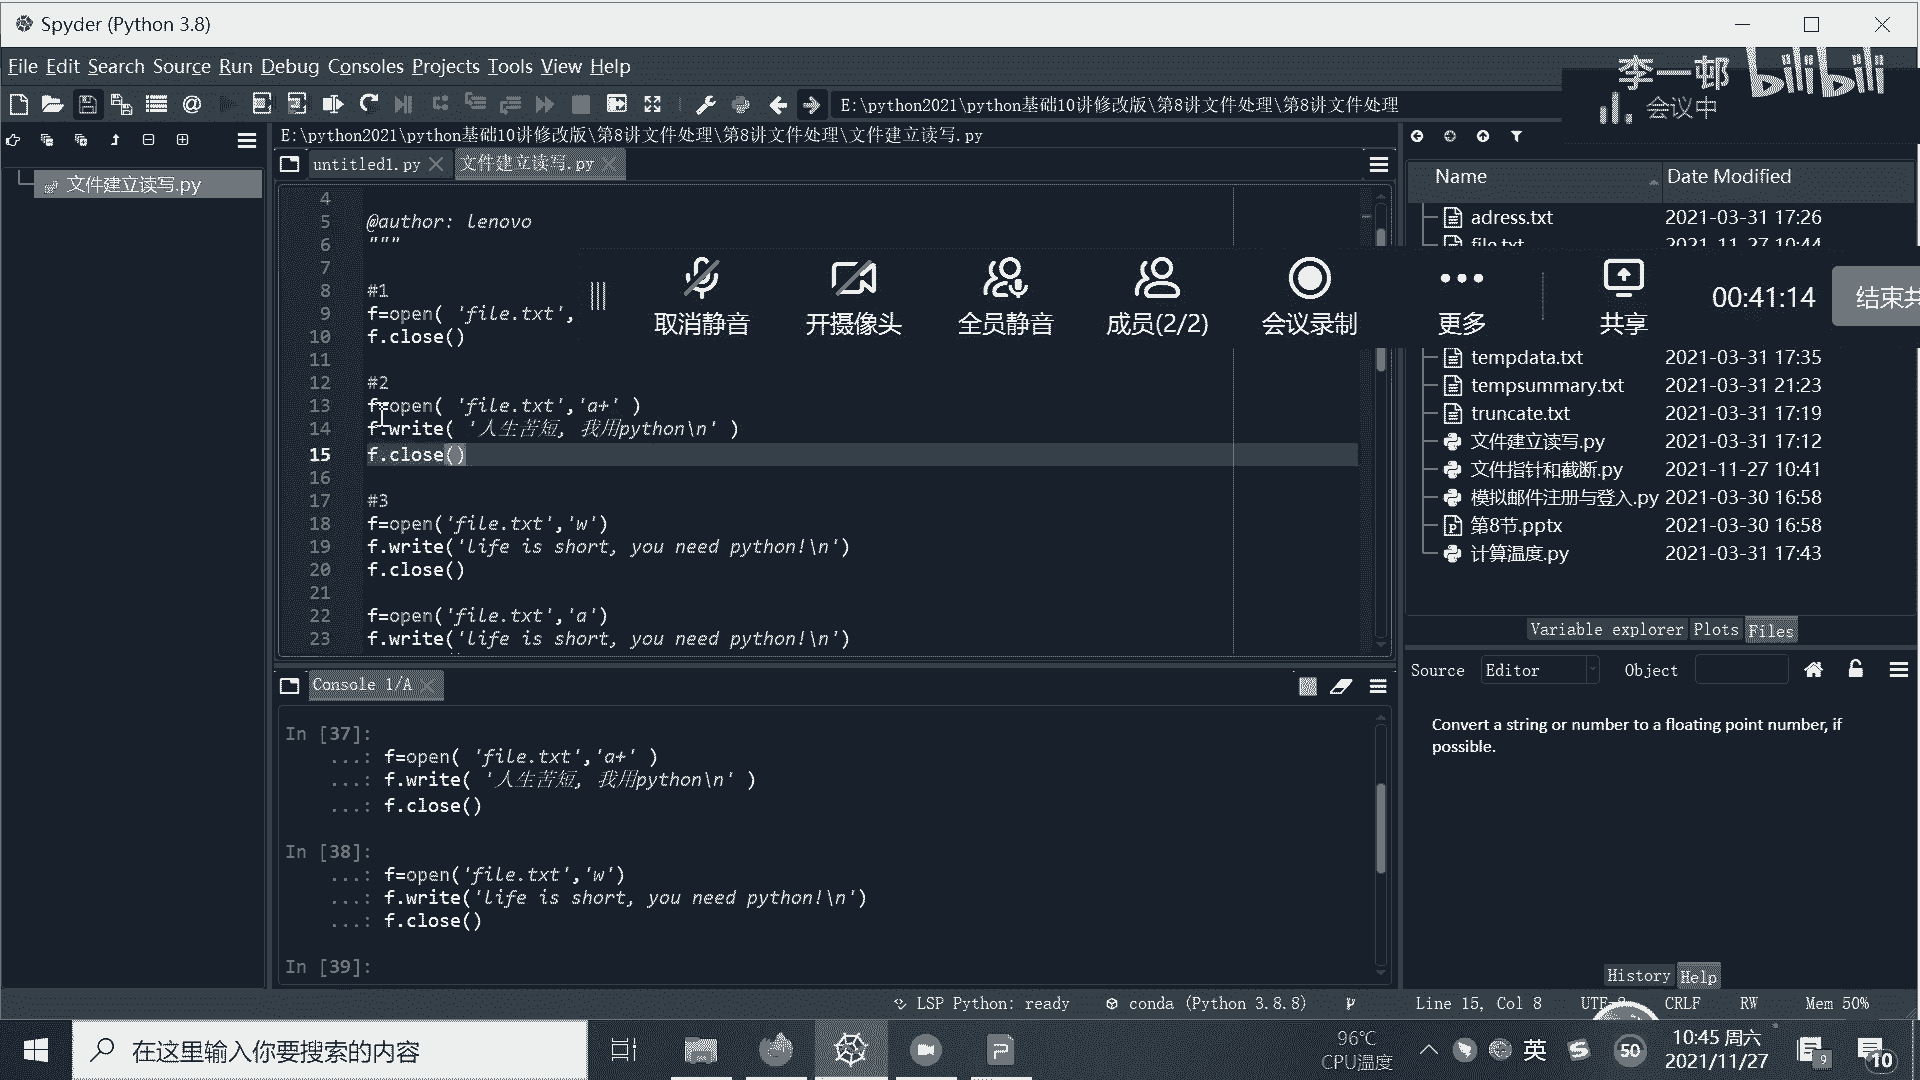 Spyder (Python 3.8)
File Edit Search Source Run Debug Consoles Projects Tools View Help
李一邨 bilibili
会议中
E:\python2021\python基础10讲修改版\第8讲文件处理\第8讲文件处理
E:\python2021\python基础10讲修改版\第8讲文件处理\第8讲文件处理\文件建立读写.py
untitled1.py
文件建立读写.py
文件建立读写.py
4
5 @author: lenovo
6 """
7
8 #1
9 f=open( 'file.txt',
10 f.close()
11
12 #2
13 f=open( 'file.txt','a+' )
14 f.write( '人生苦短, 我用python\n' )
15 f.close()
16
17 #3
18 f=open('file.txt','w')
19 f.write('life is short, you need python!\n')
20 f.close()
21
22 f=open('file.txt','a')
23 f.write('life is short, you need python!\n')
取消静音 开摄像头 全员静音 成员(2/2) 会议录制 更多 共享 00:41:14 结束共
Name Date Modified
adress.txt 2021-03-31 17:26
file.txt 2021-11-27 10:44
tempdata.txt 2021-03-31 17:35
tempsummary.txt 2021-03-31 21:23
truncate.txt 2021-03-31 17:19
文件建立读写.py 2021-03-31 17:12
文件指针和截断.py 2021-11-27 10:41
模拟邮件注册与登入.py 2021-03-30 16:58
第8节.pptx 2021-03-30 16:58
计算温度.py 2021-03-31 17:43
Variable explorer Plots Files
Source Editor Object
Convert a string or number to a floating point number, if
possible.
History Help
Console 1/A
In [37]:
...: f=open( 'file.txt','a+' )
...: f.write( '人生苦短, 我用python\n' )
...: f.close()
In [38]:
...: f=open('file.txt','w')
...: f.write('life is short, you need python!\n')
...: f.close()
In [39]:
LSP Python: ready conda (Python 3.8.8) Line 15, Col 8 UTF-8 CRLF RW Mem 50%
在这里输入你要搜索的内容
96℃
CPU温度
英
50
10:45 周六
2021/11/27
9
10